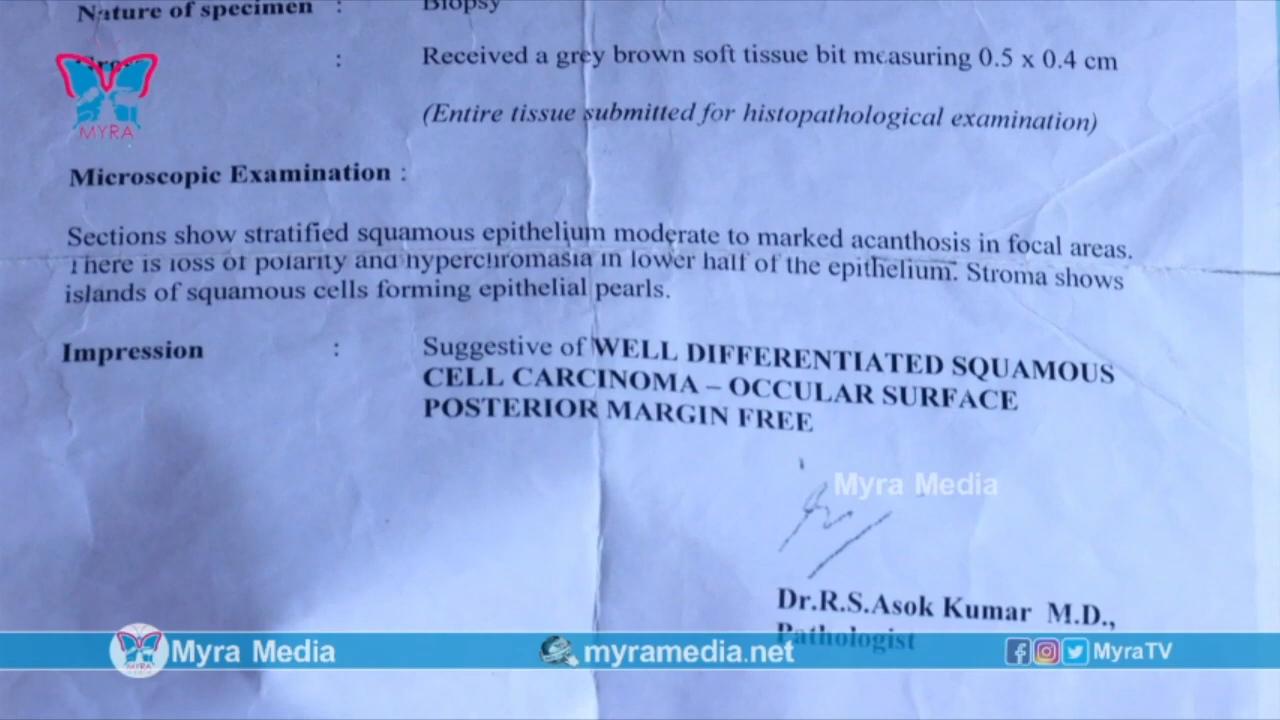 Nature of specimen : Biopsy
: Received a grey brown soft tissue bit measuring 0.5 x 0.4 cm
MYRA
(Entire tissue submitted for histopathological examination)
Microscopic Examination :
Sections show stratified squamous epithelium moderate to marked acanthosis in focal areas.
There is loss of polarity and hyperchromasia in lower half of the epithelium. Stroma shows
islands of squamous cells forming epithelial pearls.
Impression : Suggestive of WELL DIFFERENTIATED SQUAMOUS
CELL CARCINOMA – OCCULAR SURFACE
POSTERIOR MARGIN FREE
Myra Media
Dr.R.S.Asok Kumar M.D.,
Pathologist
MYRA Myra Media myramedia.net MyraTV